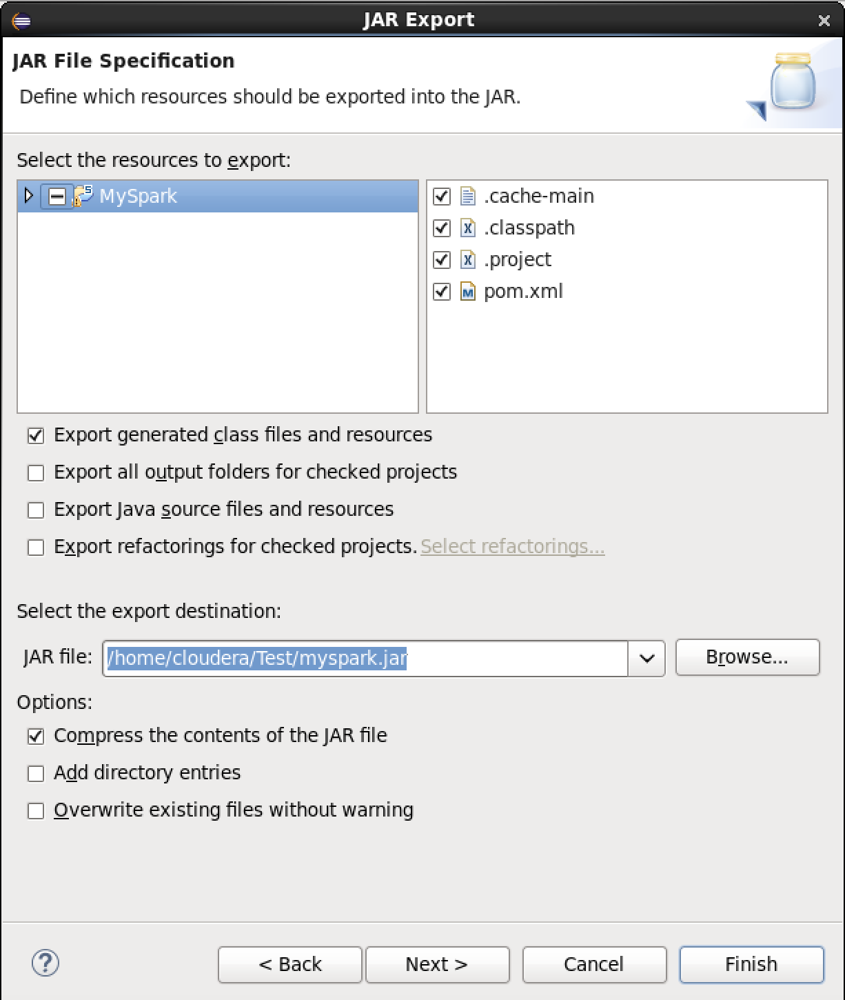 JAR Export
JAR File Specification
Define which resources should be exported into the JAR.
Select the resources to export:
MySpark
.cache-main
.classpath
.project
pom.xml
Export generated class files and resources
Export all output folders for checked projects
Export Java source files and resources
Export refactorings for checked projects. Select refactorings...
Select the export destination:
JAR file: /home/cloudera/Test/myspark.jar Browse...
Options:
Compress the contents of the JAR file
Add directory entries
Overwrite existing files without warning
? < Back Next > Cancel Finish